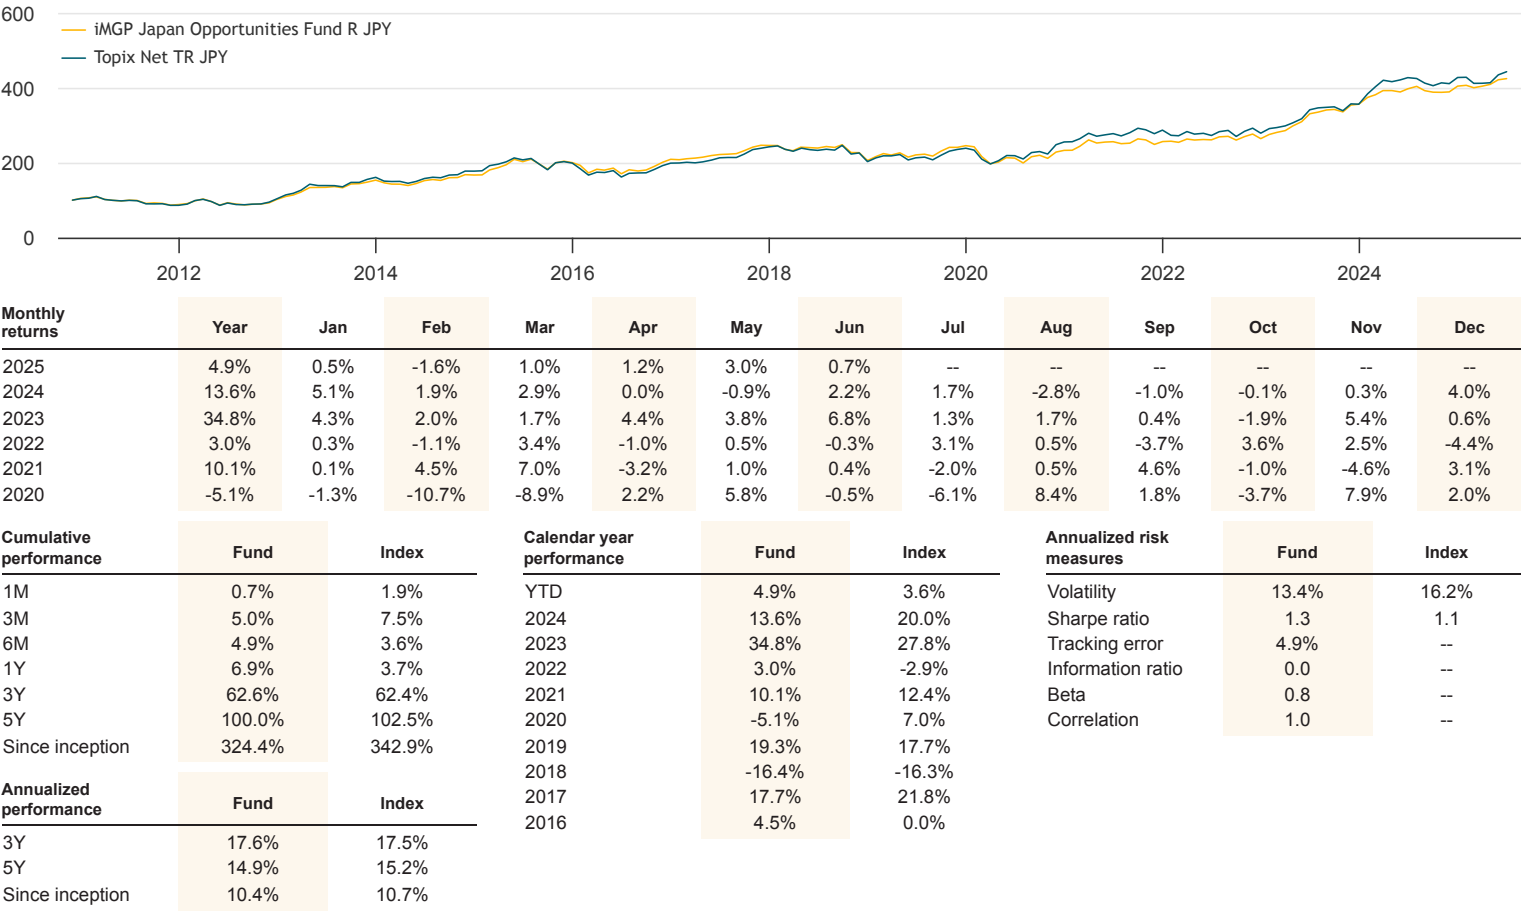 600
iMGP Japan Opportunities Fund R JPY
Topix Net TR JPY
400
200
0
2012 2014 2016 2018 2020 2022 2024
Monthly returns Year Jan Feb Mar Apr May Jun Jul Aug Sep Oct Nov Dec
2025 4.9% 0.5% -1.6% 1.0% 1.2% 3.0% 0.7% -- -- -- -- -- --
2024 13.6% 5.1% 1.9% 2.9% 0.0% -0.9% 2.2% 1.7% -2.8% -1.0% -0.1% 0.3% 4.0%
2023 34.8% 4.3% 2.0% 1.7% 4.4% 3.8% 6.8% 1.3% 1.7% 0.4% -1.9% 5.4% 0.6%
2022 3.0% 0.3% -1.1% 3.4% -1.0% 0.5% -0.3% 3.1% 0.5% -3.7% 3.6% 2.5% -4.4%
2021 10.1% 0.1% 4.5% 7.0% -3.2% 1.0% 0.4% -2.0% 0.5% 4.6% -1.0% -4.6% 3.1%
2020 -5.1% -1.3% -10.7% -8.9% 2.2% 5.8% -0.5% -6.1% 8.4% 1.8% -3.7% 7.9% 2.0%
Cumulative performance Fund Index
1M 0.7% 1.9%
3M 5.0% 7.5%
6M 4.9% 3.6%
1Y 6.9% 3.7%
3Y 62.6% 62.4%
5Y 100.0% 102.5%
Since inception 324.4% 342.9%
Annualized performance Fund Index
3Y 17.6% 17.5%
5Y 14.9% 15.2%
Since inception 10.4% 10.7%
Calendar year performance Fund Index
YTD 4.9% 3.6%
2024 13.6% 20.0%
2023 34.8% 27.8%
2022 3.0% -2.9%
2021 10.1% 12.4%
2020 -5.1% 7.0%
2019 19.3% 17.7%
2018 -16.4% -16.3%
2017 17.7% 21.8%
2016 4.5% 0.0%
Annualized risk measures Fund Index
Volatility 13.4% 16.2%
Sharpe ratio 1.3 1.1
Tracking error 4.9% --
Information ratio 0.0 --
Beta 0.8 --
Correlation 1.0 --